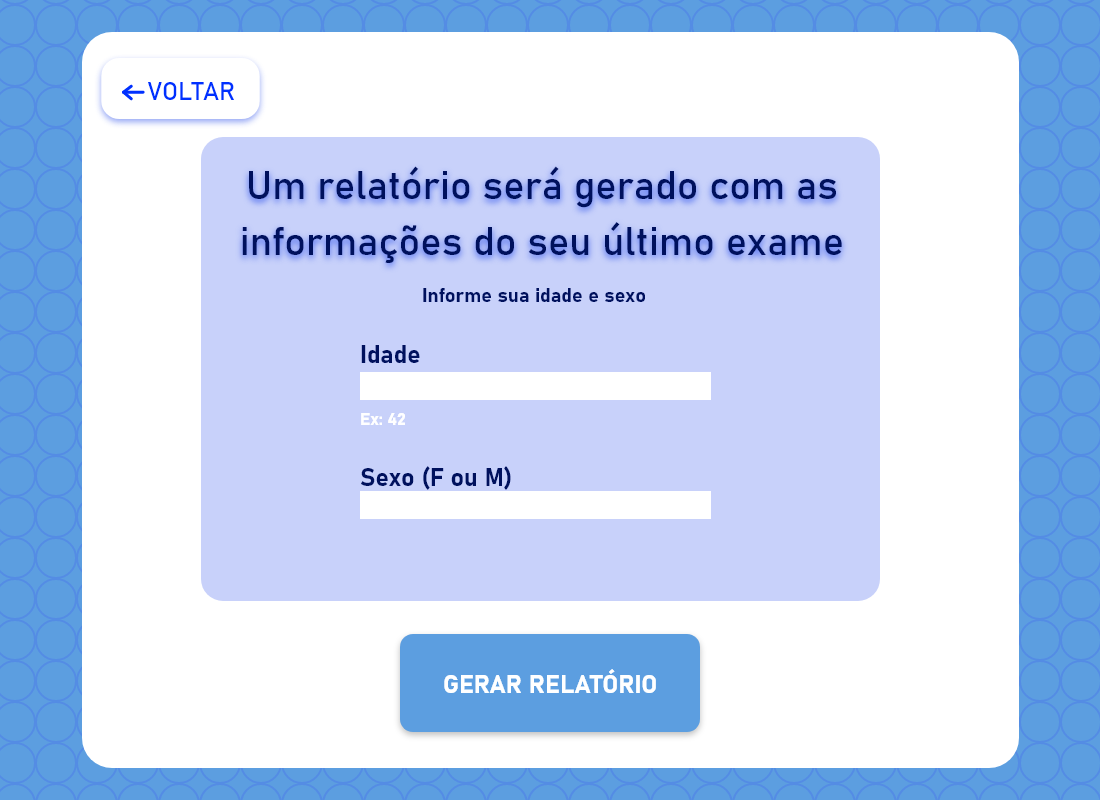 VOLTAR
Um relatório será gerado com as
informações do seu último exame
Informe sua idade e sexo
Idade
Ex: 42
Sexo (F ou M)
GERAR RELATÓRIO